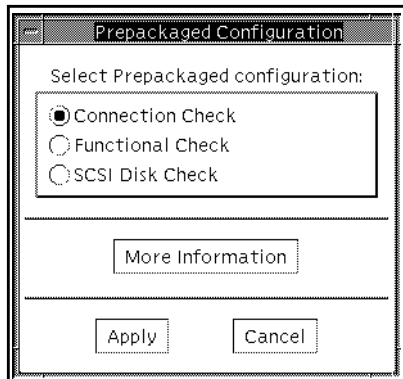 Prepackaged Configuration
Select Prepackaged configuration:
Connection Check
Functional Check
SCSI Disk Check
More Information
Apply Cancel